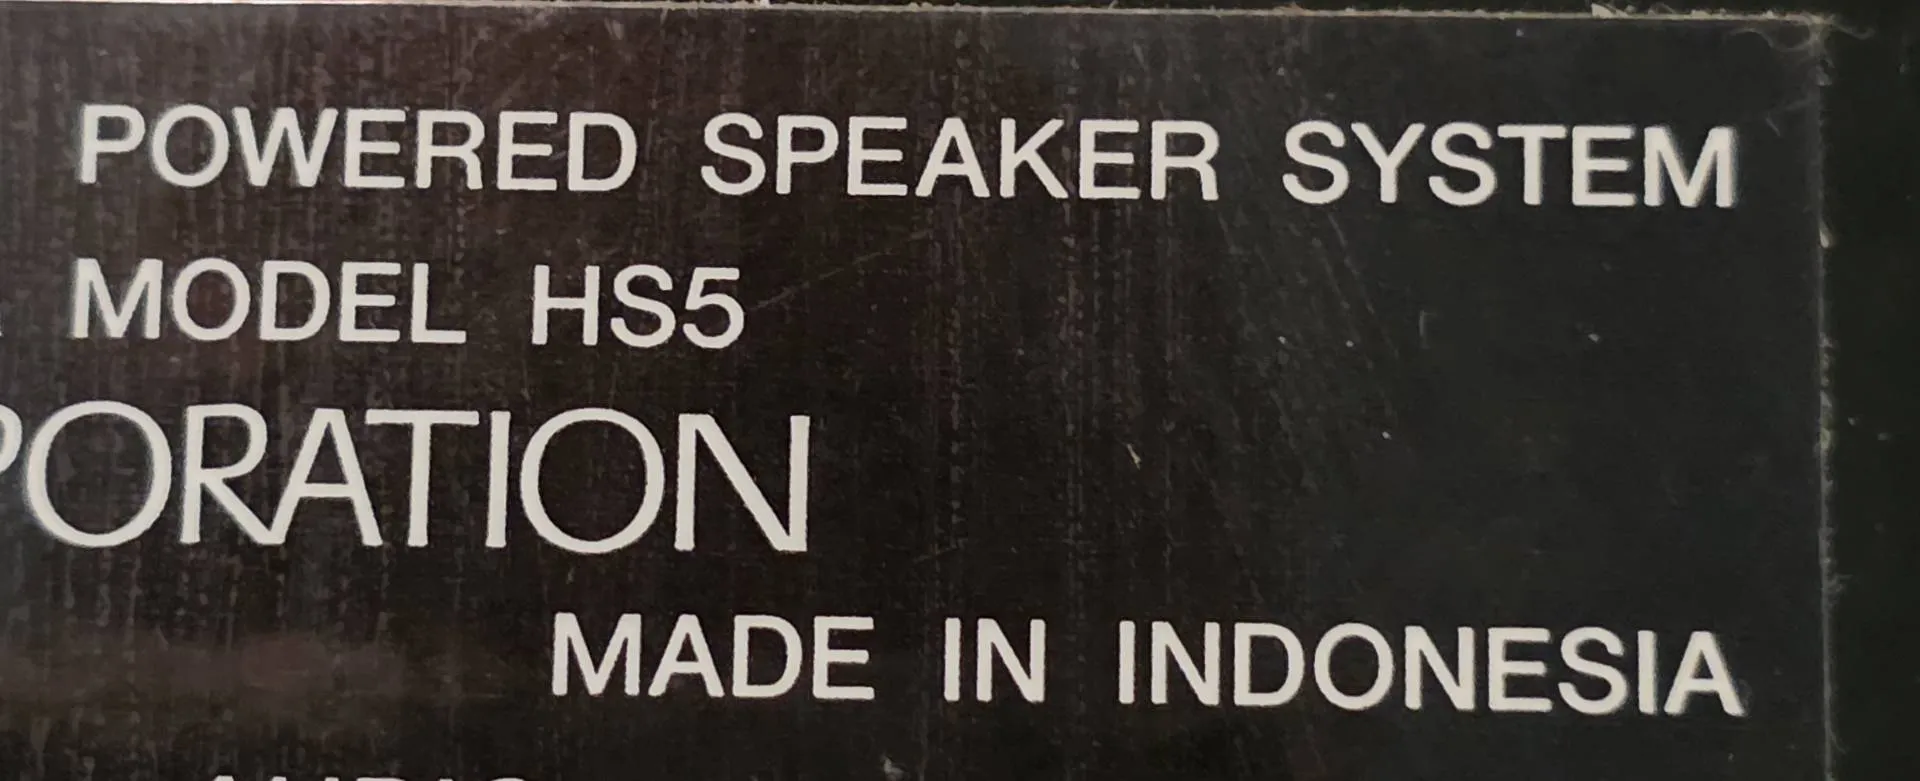 POWERED SPEAKER SYSTEM
MODEL HS5
PORATION
MADE IN INDONESIA